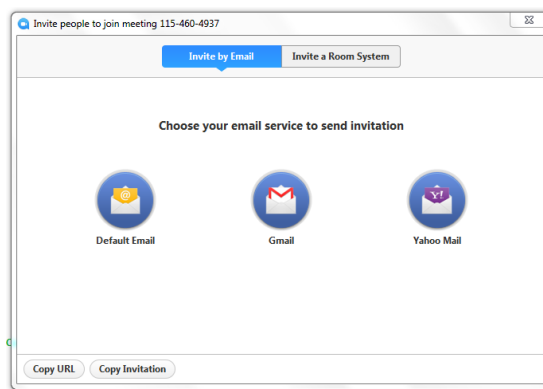 Invite people to join meeting 115-460-4937
Invite by Email
Invite a Room System
Choose your email service to send invitation
Default Email
Gmail
Yahoo Mail
Copy URL
Copy Invitation